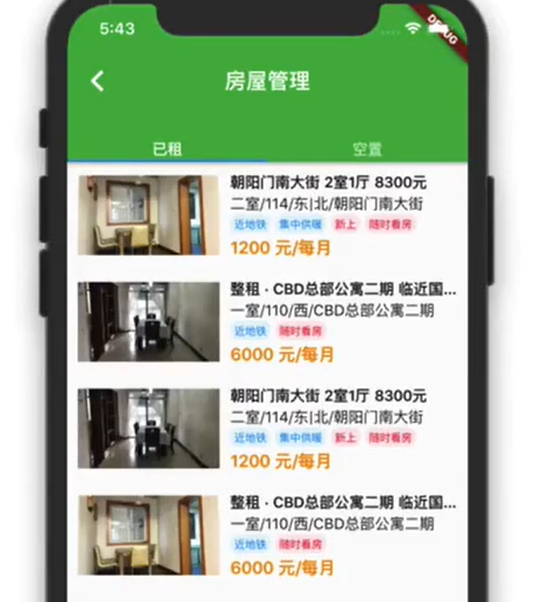 5:43
DEBUG
房屋管理
已租
空置
朝阳门南大街 2室1厅 8300元
二室/114/东|北/朝阳门南大街
近地铁 集中供暖 新上 随时看房
1200 元/每月
整租 · CBD总部公寓二期 临近国...
一室/110/西/CBD总部公寓二期
近地铁 随时看房
6000 元/每月
朝阳门南大街 2室1厅 8300元
二室/114/东|北/朝阳门南大街
近地铁 集中供暖 新上 随时看房
1200 元/每月
整租 · CBD总部公寓二期 临近国...
一室/110/西/CBD总部公寓二期
近地铁 随时看房
6000 元/每月